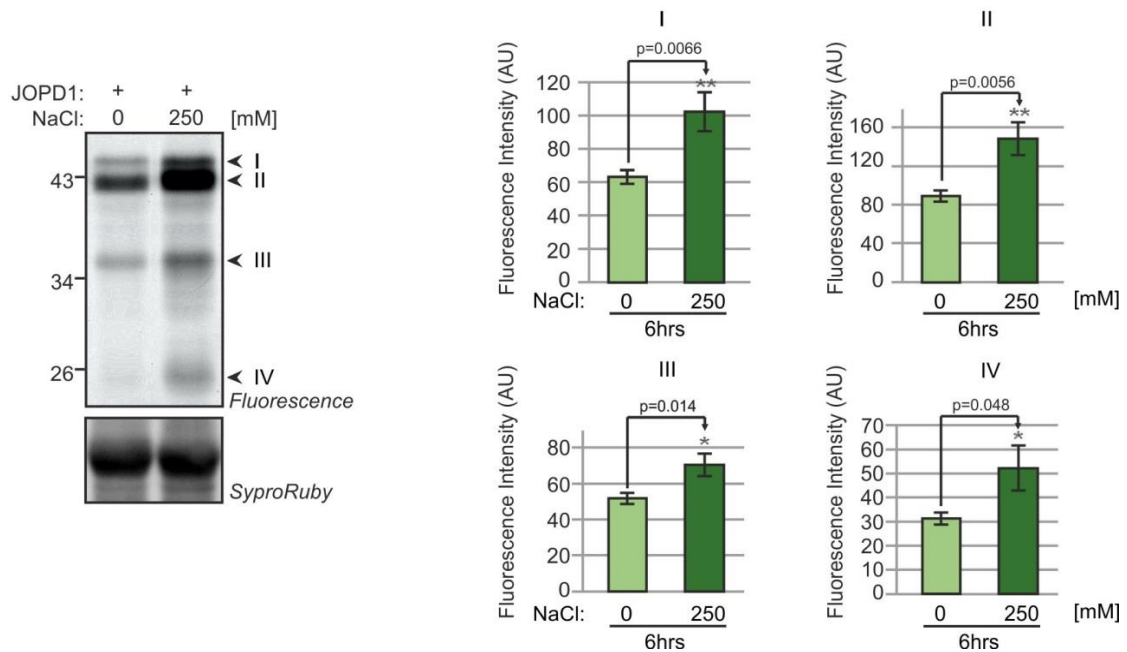 JOPD1: + +
NaCl: 0 250 [mM]
I
II
43
III
34
26
IV
Fluorescence
SyproRuby
I
p=0.0066
**
Fluorescence Intensity (AU)
120
100
80
60
40
20
0
NaCl: 0 250
6hrs
II
p=0.0056
**
Fluorescence Intensity (AU)
160
120
80
40
0
0 250 [mM]
6hrs
III
p=0.014
*
Fluorescence Intensity (AU)
80
60
40
20
0
NaCl: 0 250
6hrs
IV
p=0.048
*
Fluorescence Intensity (AU)
70
60
50
40
30
20
10
0
0 250 [mM]
6hrs